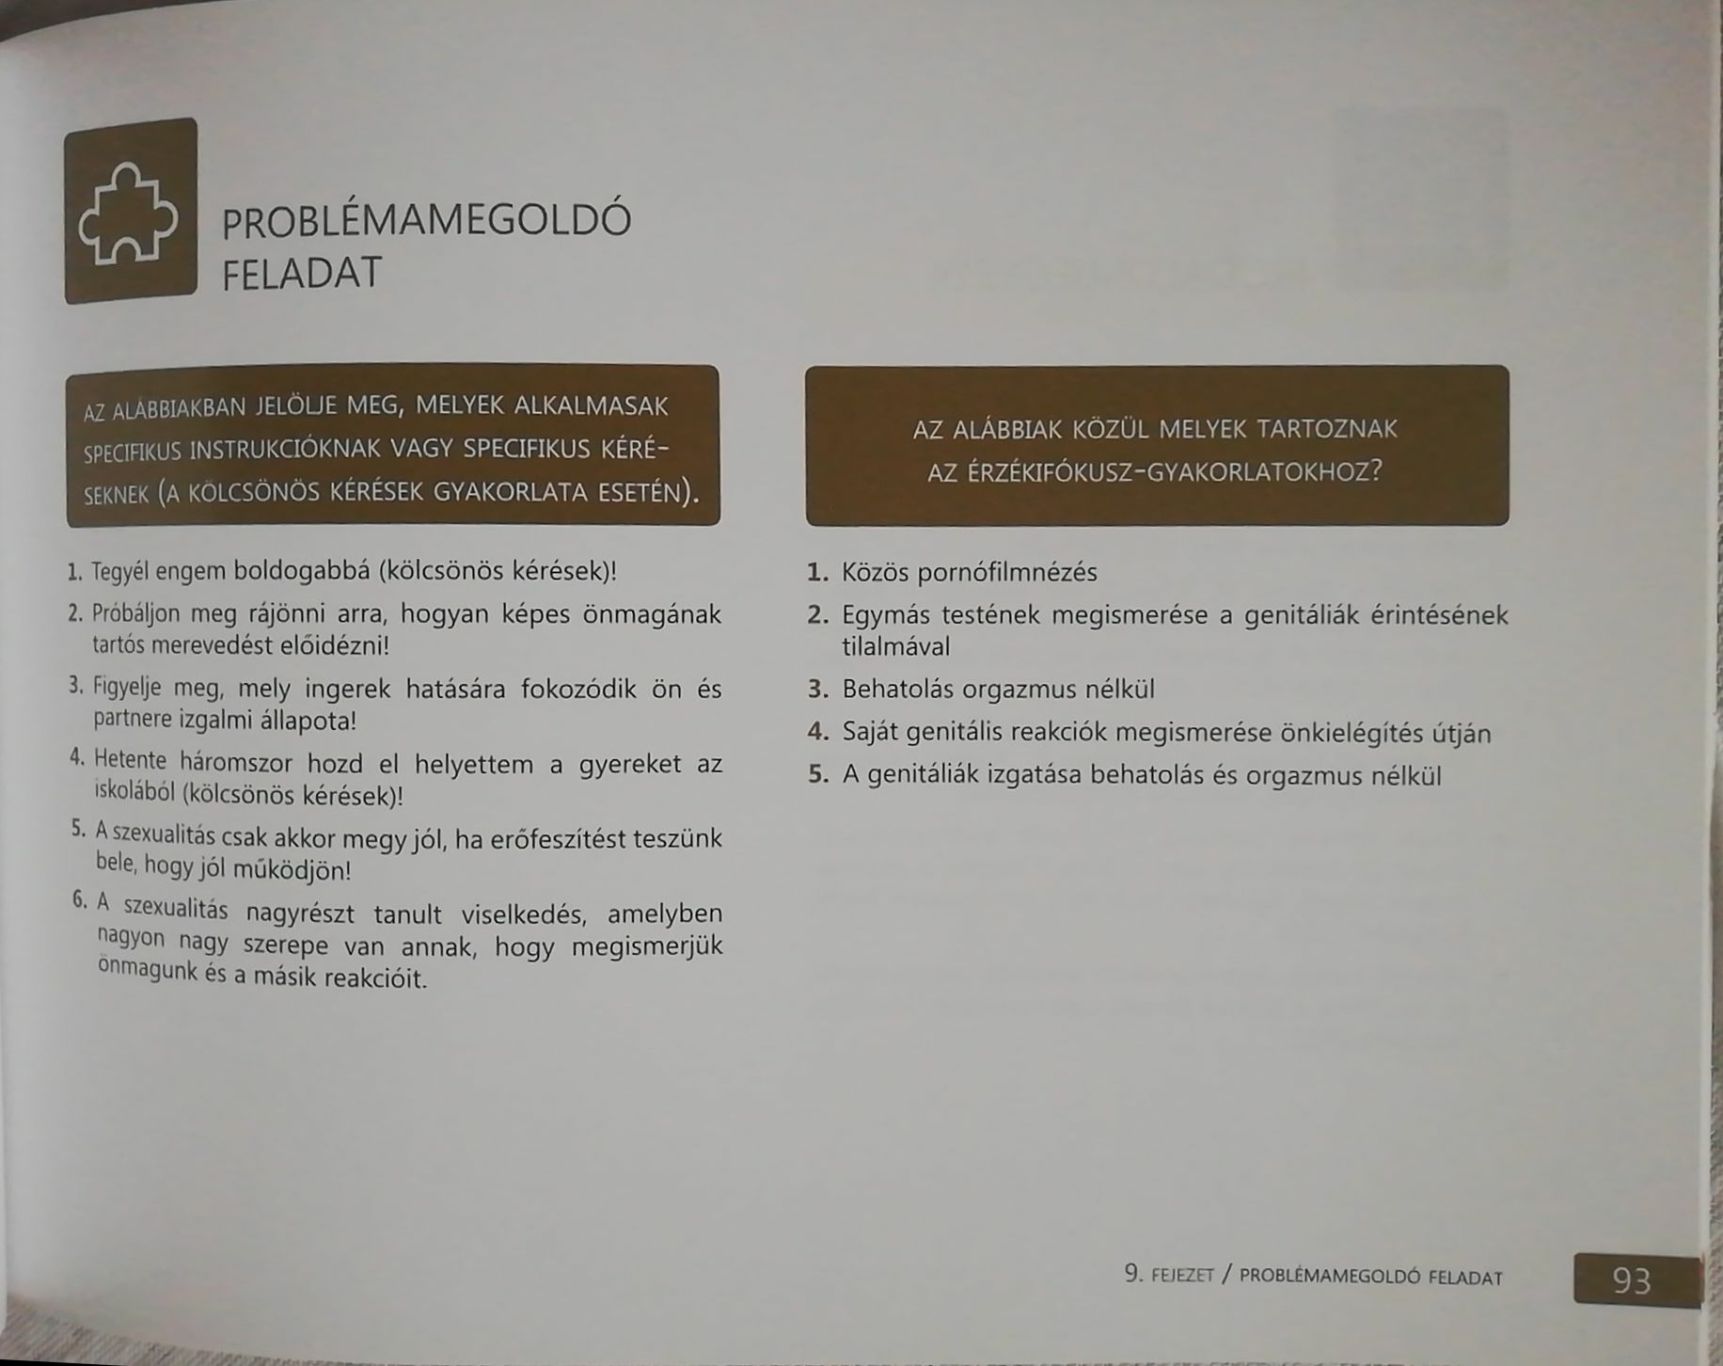 PROBLÉMAMEGOLDÓ
FELADAT
AZ ALÁBBIAKBAN JELÖLJE MEG, MELYEK ALKALMASAK
SPECIFIKUS INSTRUKCIÓKNAK VAGY SPECIFIKUS KÉRÉ-
SEKNEK (A KÖLCSÖNÖS KÉRÉSEK GYAKORLATA ESETÉN).
1. Tegyél engem boldogabbá (kölcsönös kérések)!
2. Próbáljon meg rájönni arra, hogyan képes önmagának
tartós merevedést előidézni!
3. Figyelje meg, mely ingerek hatására fokozódik ön és
partnere izgalmi állapota!
4. Hetente háromszor hozd el helyettem a gyereket az
iskolából (kölcsönös kérések)!
5. A szexualitás csak akkor megy jól, ha erőfeszítést teszünk
bele, hogy jól működjön!
6. A szexualitás nagyrészt tanult viselkedés, amelyben
nagyon nagy szerepe van annak, hogy megismerjük
önmagunk és a másik reakcióit.
AZ ALÁBBIAK KÖZÜL MELYEK TARTOZNAK
AZ ÉRZÉKIFÓKUSZ-GYAKORLATOKHOZ?
1. Közös pornófilmnézés
2. Egymás testének megismerése a genitáliák érintésének
tilalmával
3. Behatolás orgazmus nélkül
4. Saját genitális reakciók megismerése önkielégítés útján
5. A genitáliák izgatása behatolás és orgazmus nélkül
9. FEJEZET / PROBLÉMAMEGOLDÓ FELADAT
93